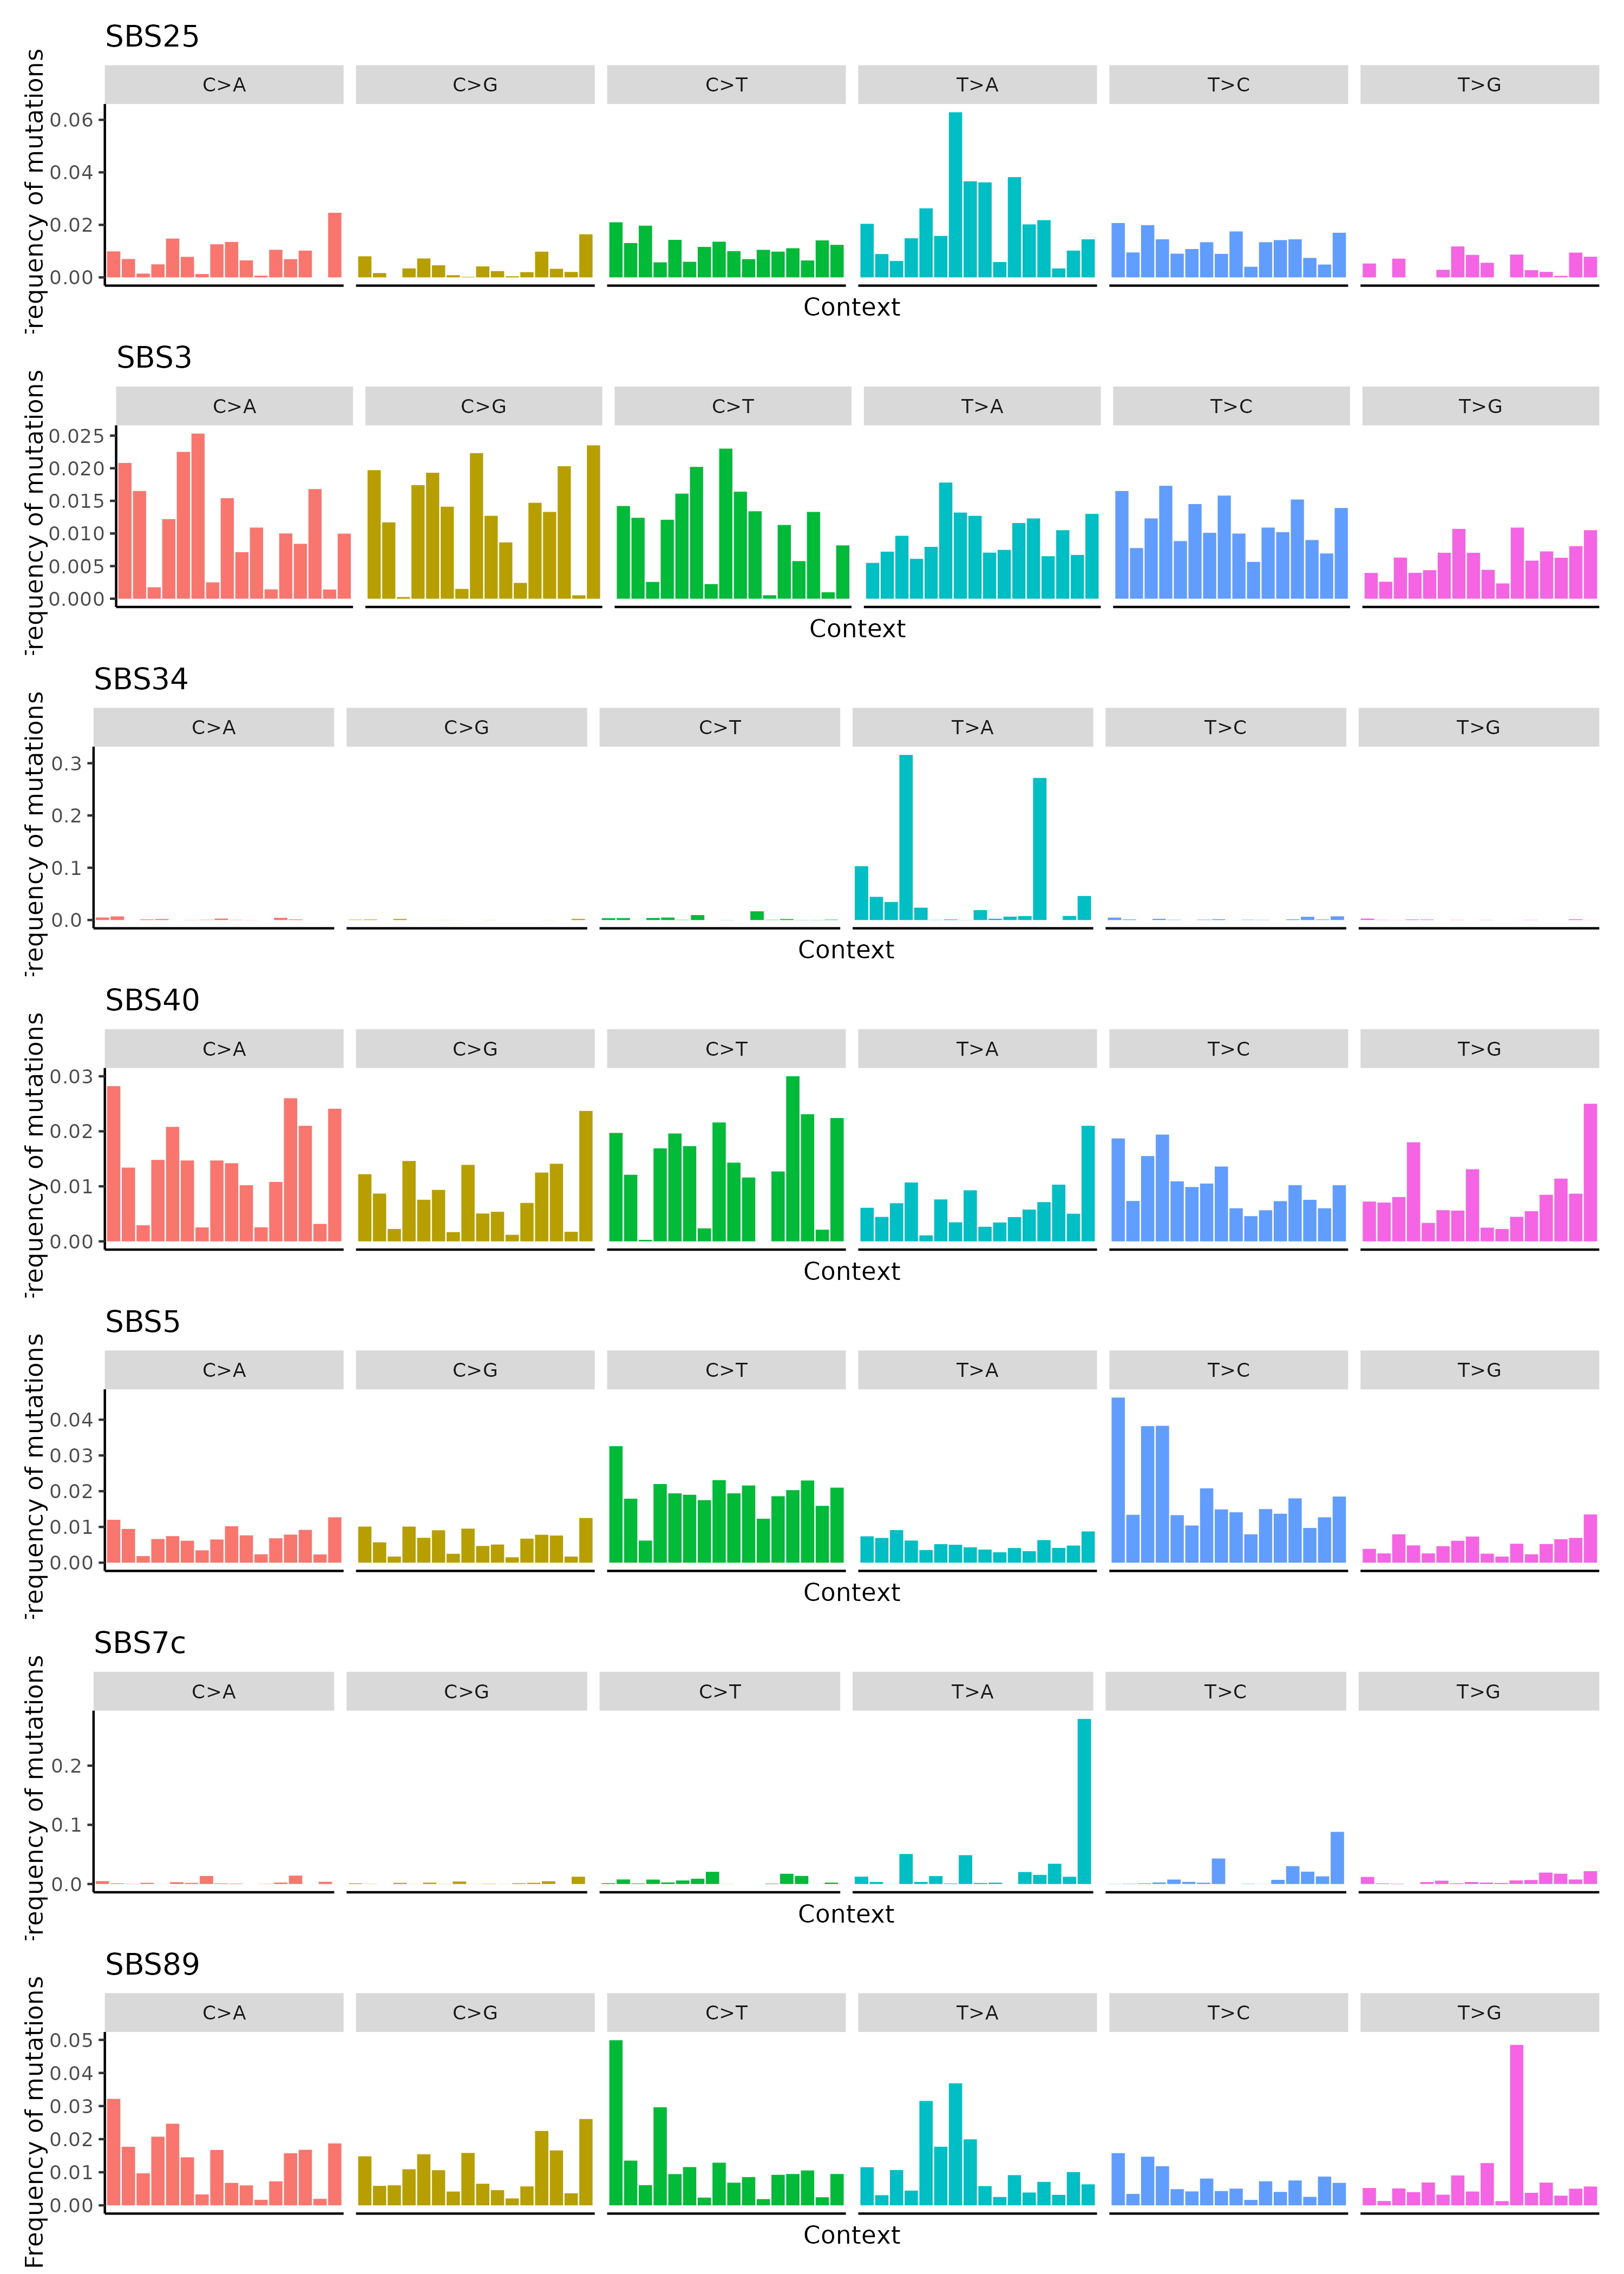 SBS25
C>A C>G C>T T>A T>C T>G
0.06
0.04
0.02
0.00
Frequency of mutations
Context
SBS3
C>A C>G C>T T>A T>C T>G
0.025
0.020
0.015
0.010
0.005
0.000
Frequency of mutations
Context
SBS34
C>A C>G C>T T>A T>C T>G
0.3
0.2
0.1
0.0
Frequency of mutations
Context
SBS40
C>A C>G C>T T>A T>C T>G
0.03
0.02
0.01
0.00
Frequency of mutations
Context
SBS5
C>A C>G C>T T>A T>C T>G
0.04
0.03
0.02
0.01
0.00
Frequency of mutations
Context
SBS7c
C>A C>G C>T T>A T>C T>G
0.2
0.1
0.0
Frequency of mutations
Context
SBS89
C>A C>G C>T T>A T>C T>G
0.05
0.04
0.03
0.02
0.01
0.00
Frequency of mutations
Context